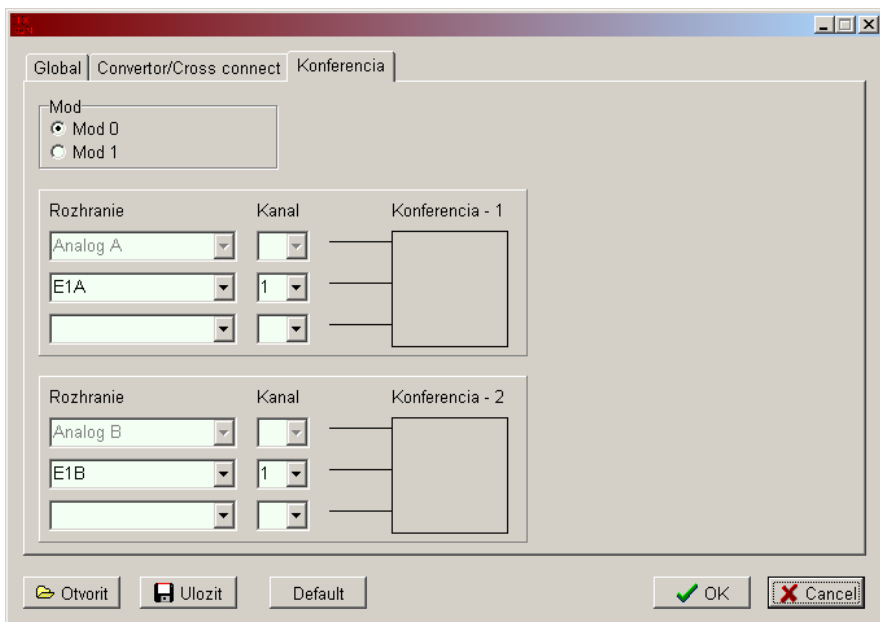 Global Convertor/Cross connect Konferencia
Mod
Mod 0
Mod 1
Rozhranie Kanal Konferencia - 1
Analog A
E1A 1
Rozhranie Kanal Konferencia - 2
Analog B
E1B 1
Otvorit Ulozit Default OK Cancel